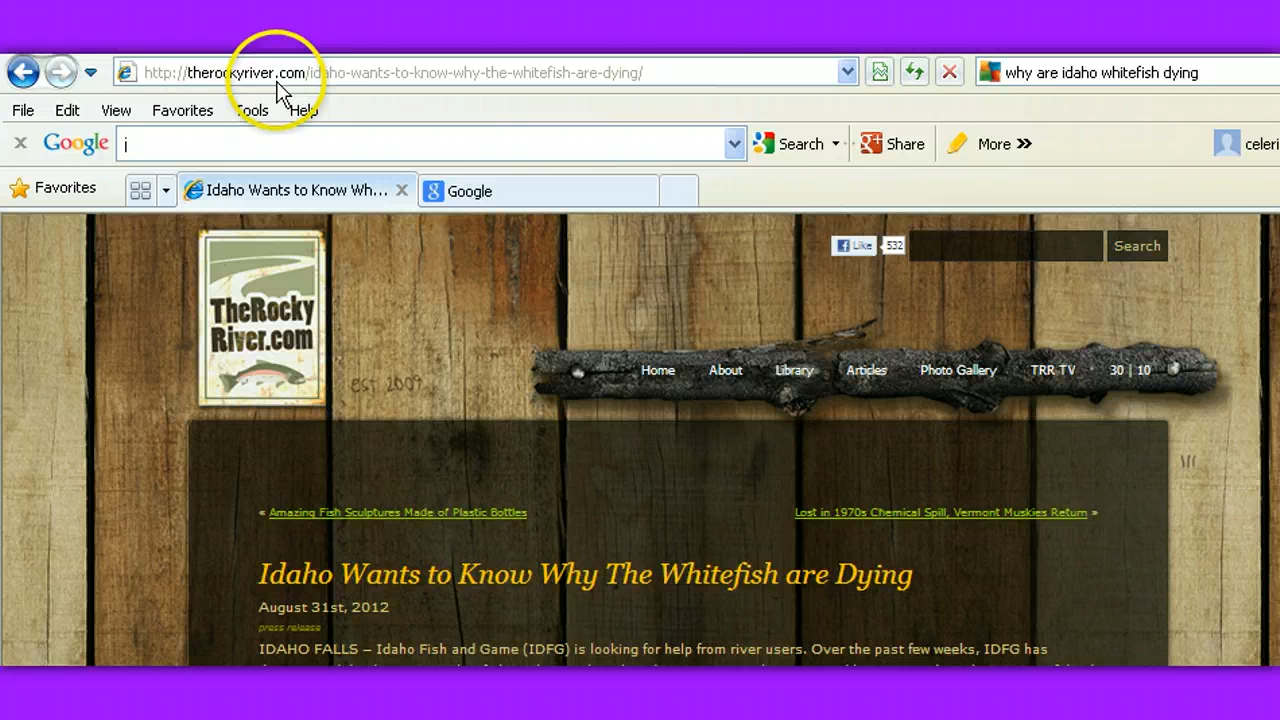 http://therockyriver.com/idaho-wants-to-know-why-the-whitefish-are-dying/
why are idaho whitefish dying
File Edit View Favorites Tools Help
Google
j
Search
Share
More
celeri
Favorites
Idaho Wants to Know Wh...
Google
TheRocky
River.com
est 2009
Like
532
Search
Home About Library Articles Photo Gallery TRR TV 30 | 10
« Amazing Fish Sculptures Made of Plastic Bottles
Lost in 1970s Chemical Spill, Vermont Muskies Return »
Idaho Wants to Know Why The Whitefish are Dying
August 31st, 2012
press release
IDAHO FALLS – Idaho Fish and Game (IDFG) is looking for help from river users. Over the past few weeks, IDFG has